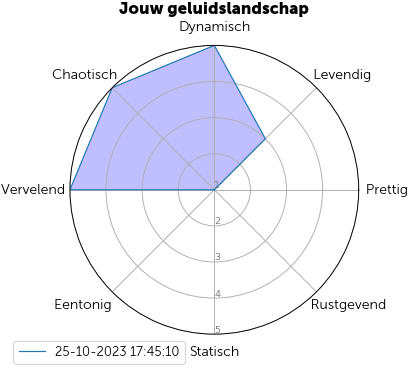 Jouw geluidslandschap
Dynamisch
Chaotisch
Levendig
Vervelend
1
Prettig
2
3
4
Eentonig
Rustgevend
5
25-10-2023 17:45:10
Statisch